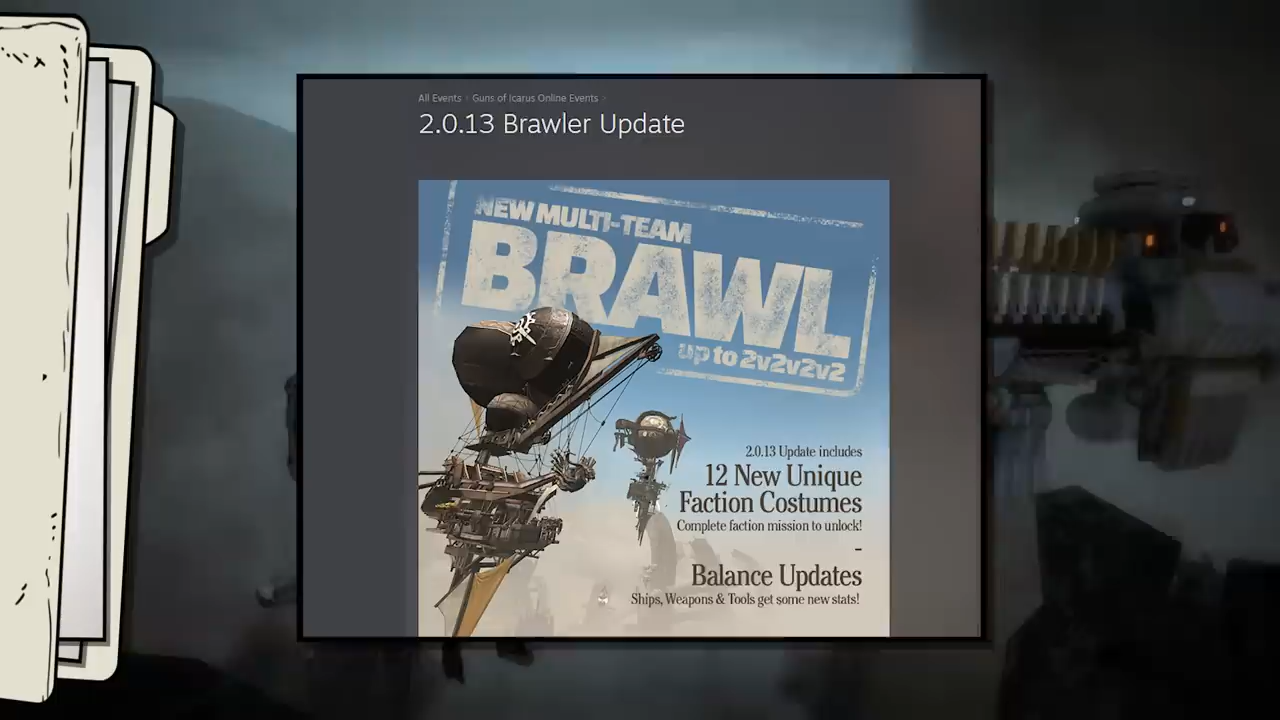 All Events > Guns of Icarus Online Events >
2.0.13 Brawler Update
NEW MULTI-TEAM
BRAWL
up to 2v2v2v2
2.0.13 Update includes
12 New Unique
Faction Costumes
Complete faction mission to unlock!
-
Balance Updates
Ships, Weapons & Tools get some new stats!